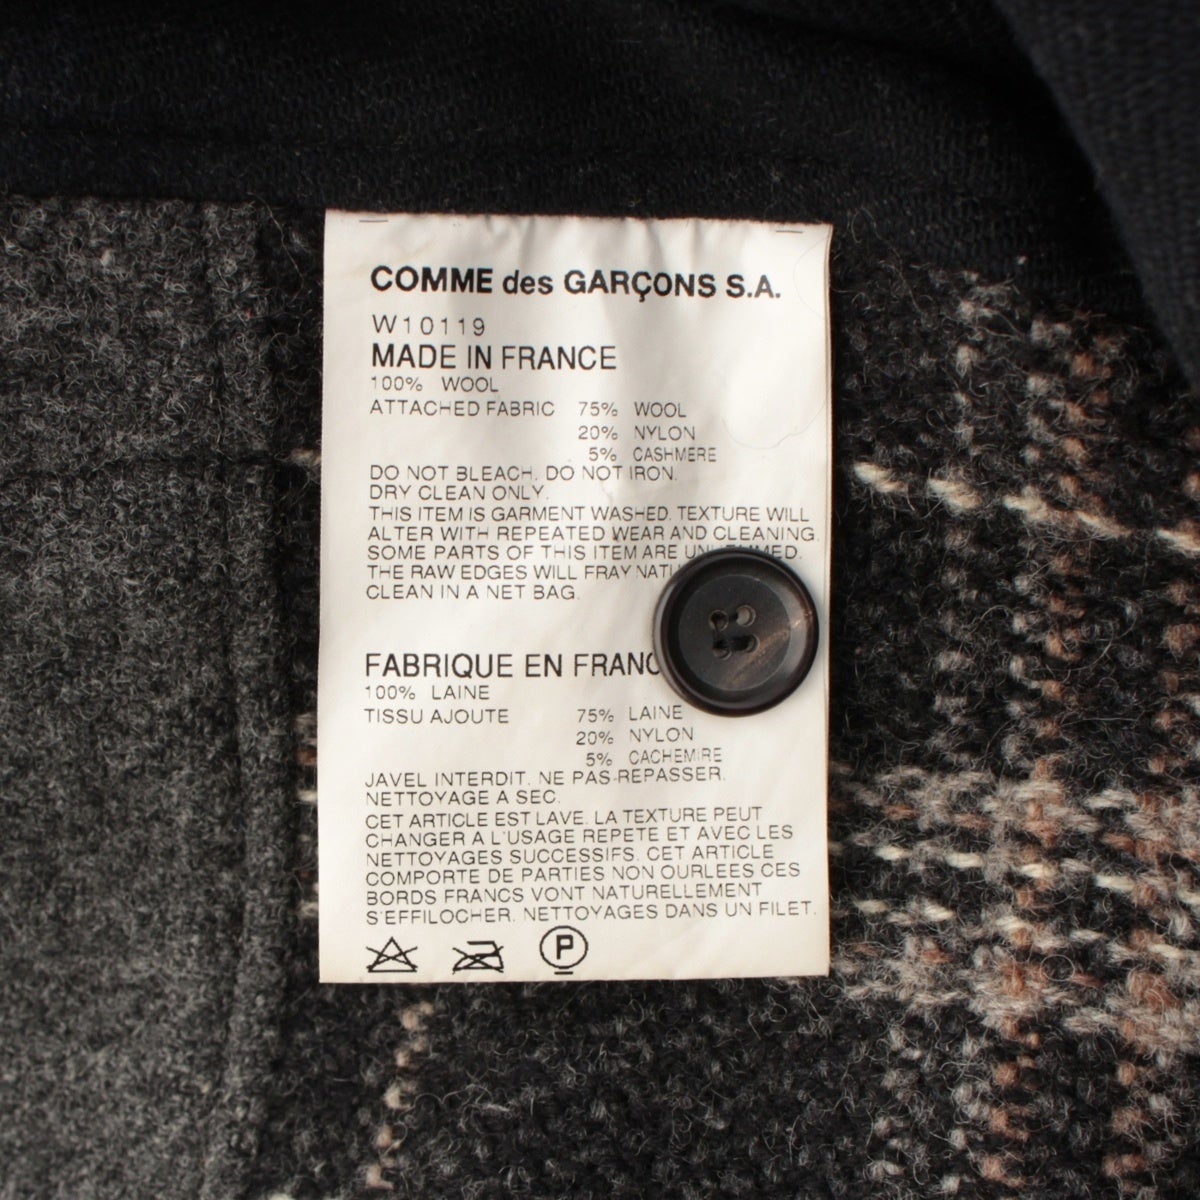 COMME des GARÇONS S.A.
W10119
MADE IN FRANCE
100% WOOL
ATTACHED FABRIC 75% WOOL
20% NYLON
5% CASHMERE
DO NOT BLEACH. DO NOT IRON.
DRY CLEAN ONLY.
THIS ITEM IS GARMENT WASHED. TEXTURE WILL
ALTER WITH REPEATED WEAR AND CLEANING.
SOME PARTS OF THIS ITEM ARE
THE RAW EDGES WILL FRAY
CLEAN IN A NET BAG.
FABRIQUE EN
100% LAINE
TISSU AJOUTE 75% LAINE
20% NYLON
5% CACHEMIRE
JAVEL INTERDIT. NE PAS REPASSER.
NETTOYAGE A SEC.
CET ARTICLE EST LAVE. LA TEXTURE PEUT
CHANGER A L'USAGE REPETE ET AVEC LES
NETTOYAGES SUCCESSIFS. CET ARTICLE
COMPORTE DE PARTIES NON OURLEES CES
BORDS FRANCS VONT NATURELLEMENT
S'EFFILOCHER. NETTOYAGES DANS UN FILET.
P